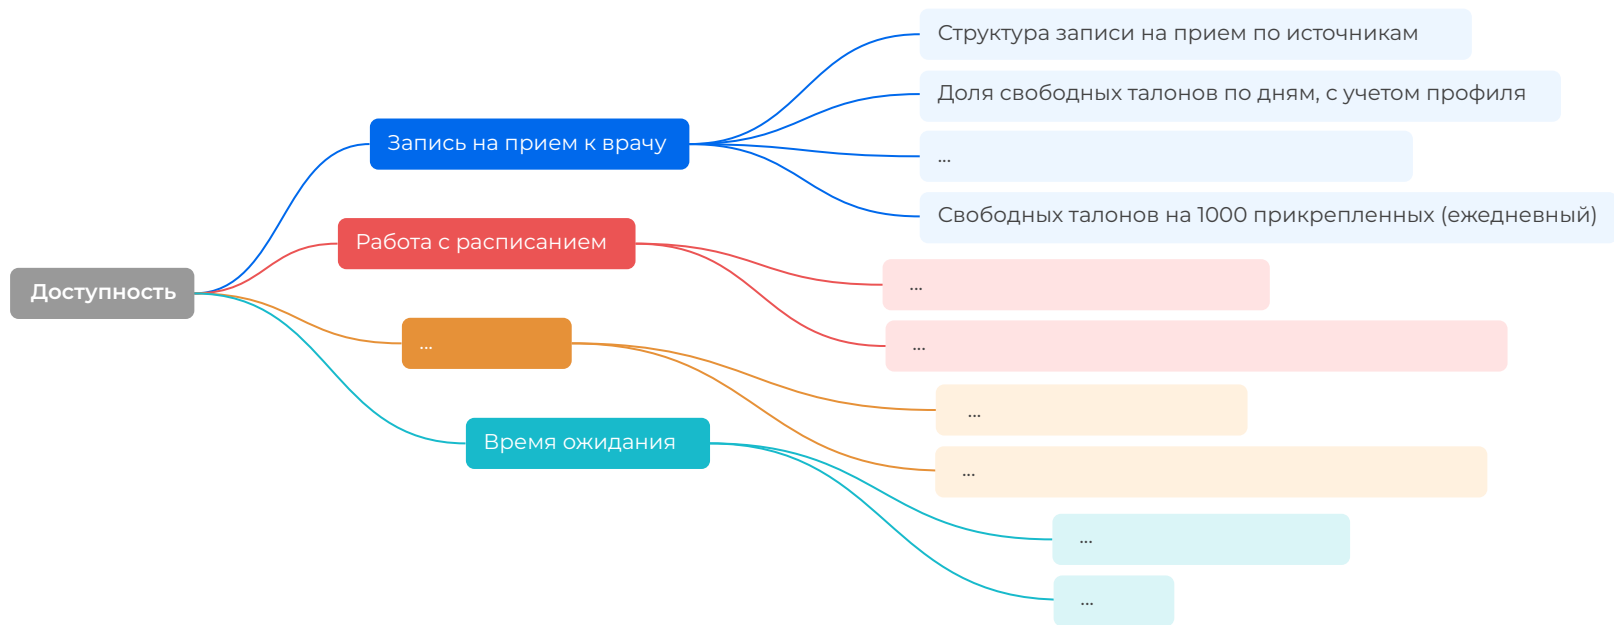 Структура записи на прием по источникам
Доля свободных талонов по дням, с учетом профиля
Запись на прием к врачу
...
Свободных талонов на 1000 прикрепленных (ежедневный)
Работа с расписанием
...
Доступность
...
...
...
Время ожидания
...
...
...